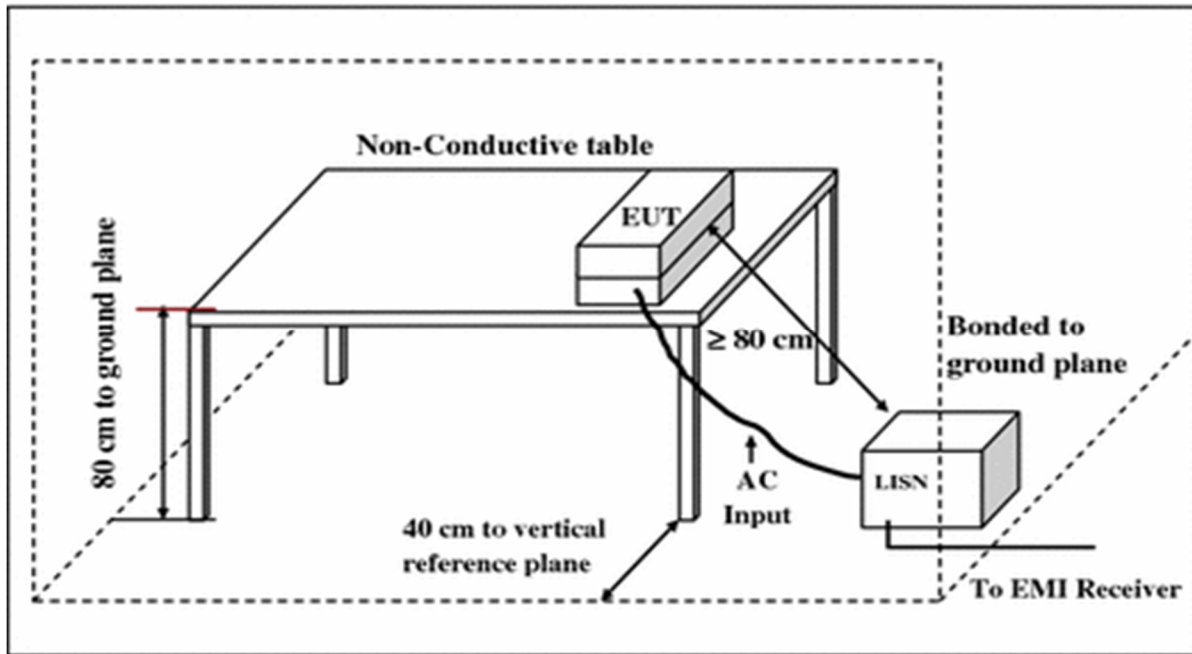 Non-Conductive table
EUT
80 cm to ground plane
≥ 80 cm
Bonded to
ground plane
LISN
AC
Input
40 cm to vertical
reference plane
To EMI Receiver